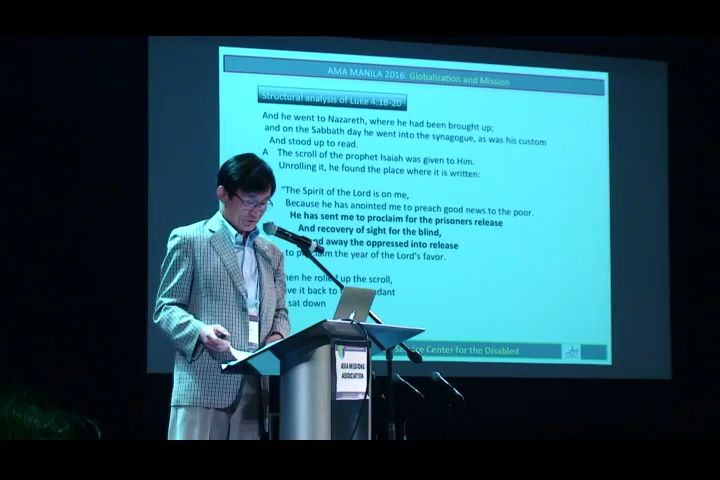 AMA MANILA 2016: Globalization and Mission
Structural analysis of Luke 4:18-20
And he went to Nazareth, where he had been brought up;
and on the Sabbath day he went into the synagogue, as was his custom
And stood up to read.
A The scroll of the prophet Isaiah was given to Him.
Unrolling it, he found the place where it is written:
"The Spirit of the Lord is on me,
Because he has anointed me to preach good news to the poor.
He has sent me to proclaim for the prisoners release
And recovery of sight for the blind,
away the oppressed into release
to proclaim the year of the Lord's favor.
he rolled up the scroll,
it back to
sat down
Center for the Disabled
ASIA MISSIONS
ASSOCIATION